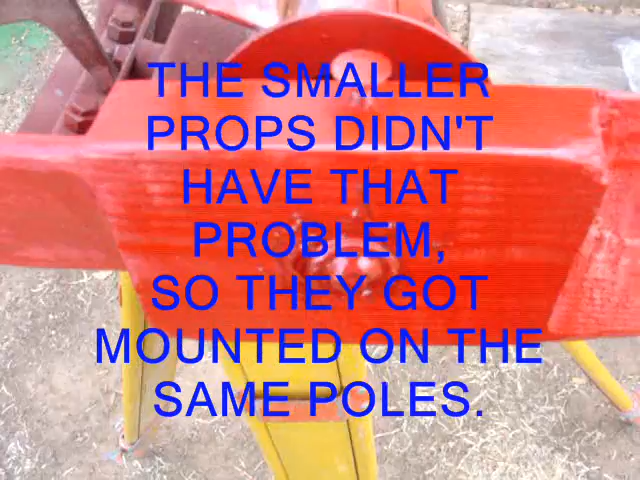 THE SMALLER
PROPS DIDN'T
HAVE THAT
PROBLEM,
SO THEY GOT
MOUNTED ON THE
SAME POLES.